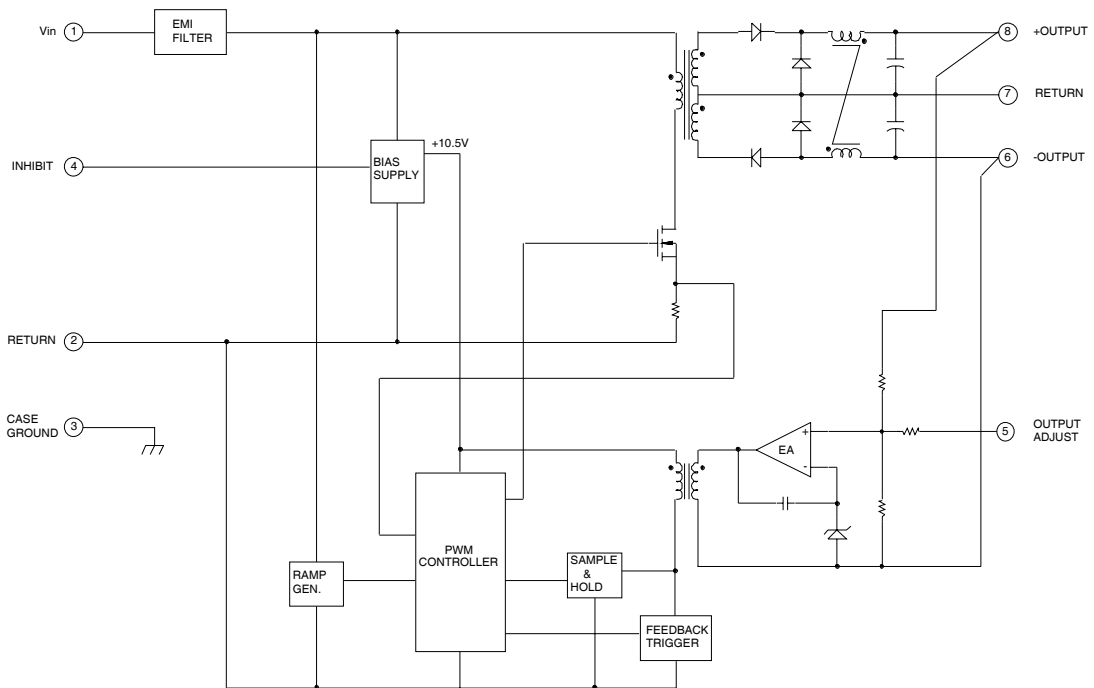 Vin 1
EMI
FILTER
8 +OUTPUT
7 RETURN
6 -OUTPUT
+10.5V
INHIBIT 4
BIAS
SUPPLY
RETURN 2
CASE
GROUND
3
+
EA
-
5
OUTPUT
ADJUST
PWM
CONTROLLER
RAMP
GEN.
SAMPLE
&
HOLD
FEEDBACK
TRIGGER